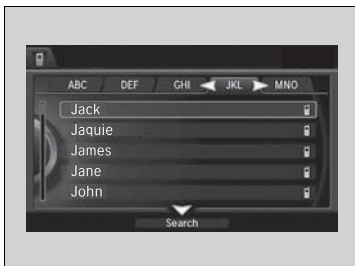 ABC DEF GHI JKL MNO
Jack
Jaquie
James
Jane
John
Search